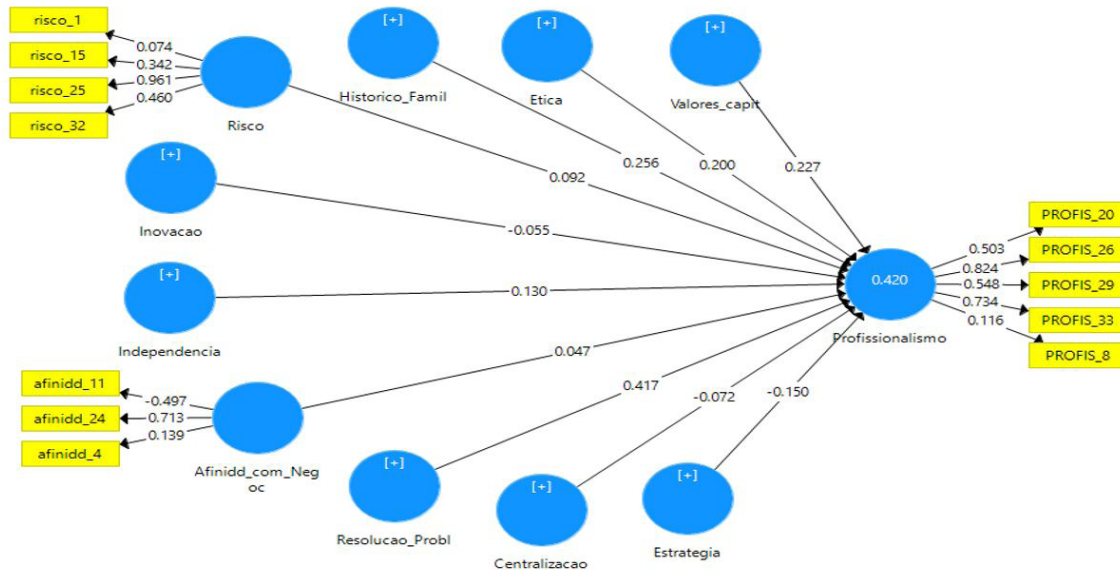 risco_1
risco_15
risco_25
risco_32
0.074
0.342
0.961
0.460
Risco
[+]
Historico_Famil
[+]
Etica
[+]
Valores_capit
0.256
0.200
0.227
0.092
[+]
Inovacao
-0.055
[+]
Independencia
0.130
afinidd_11
afinidd_24
afinidd_4
-0.497
0.713
0.139
Afinidd_com_Neg
oc
0.047
[+]
Resolucao_Probl
0.417
[+]
Centralizacao
-0.072
[+]
Estrategia
-0.150
0.420
Profissionalismo
0.503
0.824
0.548
0.734
0.116
PROFIS_20
PROFIS_26
PROFIS_29
PROFIS_33
PROFIS_8